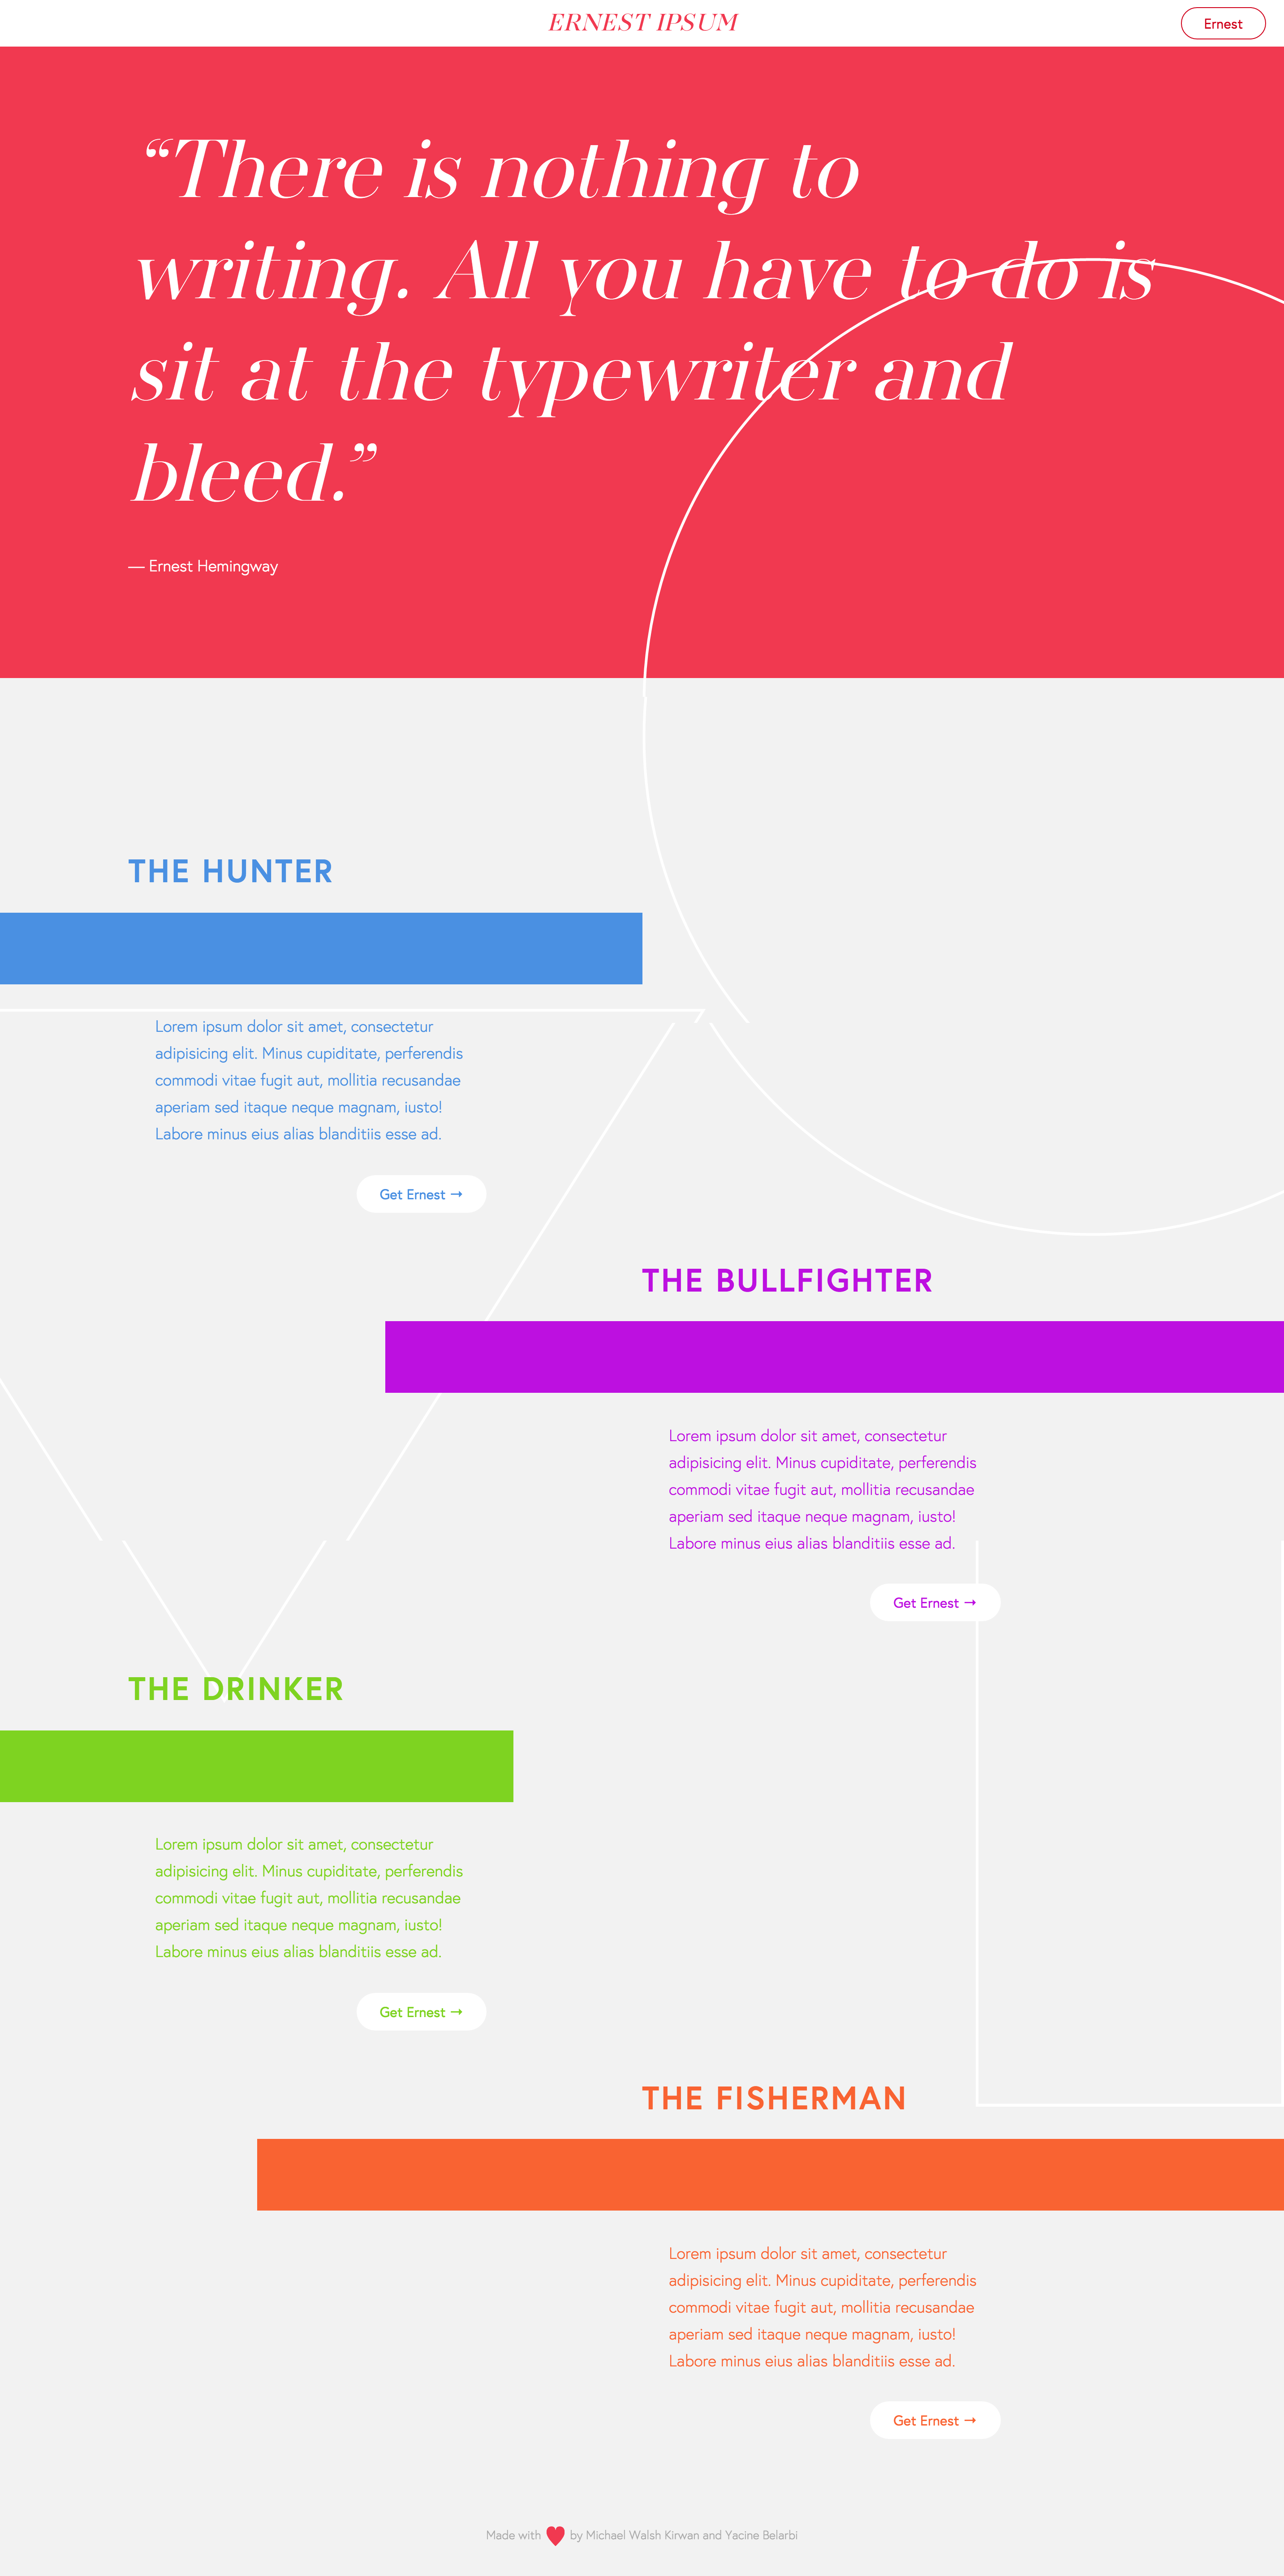 ERNEST IPSUM
Ernest
“There is nothing to
writing. All you have to do is
sit at the typewriter and
bleed.”
— Ernest Hemingway
THE HUNTER
Lorem ipsum dolor sit amet, consectetur
adipisicing elit. Minus cupiditate, perferendis
commodi vitae fugit aut, mollitia recusandae
aperiam sed itaque neque magnam, iusto!
Labore minus eius alias blanditiis esse ad.
Get Ernest →
THE BULLFIGHTER
Lorem ipsum dolor sit amet, consectetur
adipisicing elit. Minus cupiditate, perferendis
commodi vitae fugit aut, mollitia recusandae
aperiam sed itaque neque magnam, iusto!
Labore minus eius alias blanditiis esse ad.
Get Ernest →
THE DRINKER
Lorem ipsum dolor sit amet, consectetur
adipisicing elit. Minus cupiditate, perferendis
commodi vitae fugit aut, mollitia recusandae
aperiam sed itaque neque magnam, iusto!
Labore minus eius alias blanditiis esse ad.
Get Ernest →
THE FISHERMAN
Lorem ipsum dolor sit amet, consectetur
adipisicing elit. Minus cupiditate, perferendis
commodi vitae fugit aut, mollitia recusandae
aperiam sed itaque neque magnam, iusto!
Labore minus eius alias blanditiis esse ad.
Get Ernest →
Made with ♥ by Michael Walsh Kirwan and Yacine Belarbi